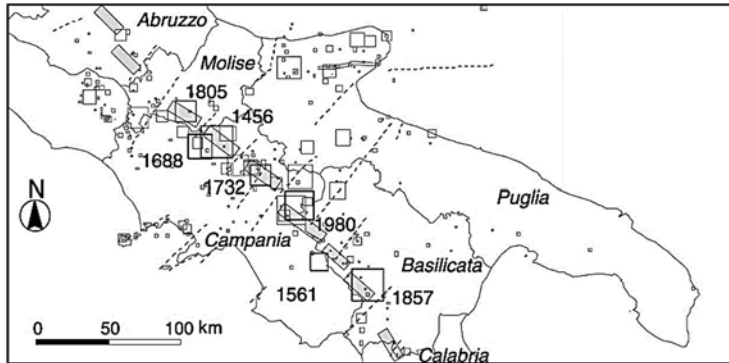 Abruzzo
Molise
1805
1456
1688
1732
N
Puglia
1980
Campania
Basilicata
1561
1857
0 50 100 km
Calabria